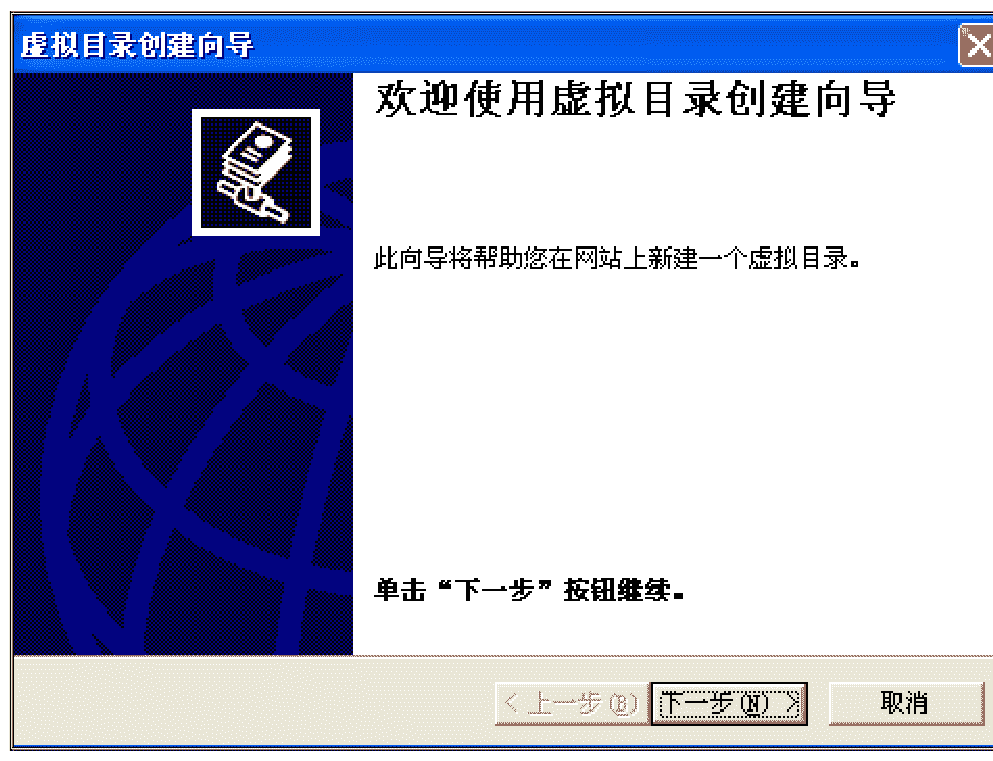 虚拟目录创建向导
欢迎使用虚拟目录创建向导
此向导将帮助您在网站上新建一个虚拟目录。
单击“下一步”按钮继续。
< 上一步(B) 下一步(N) > 取消